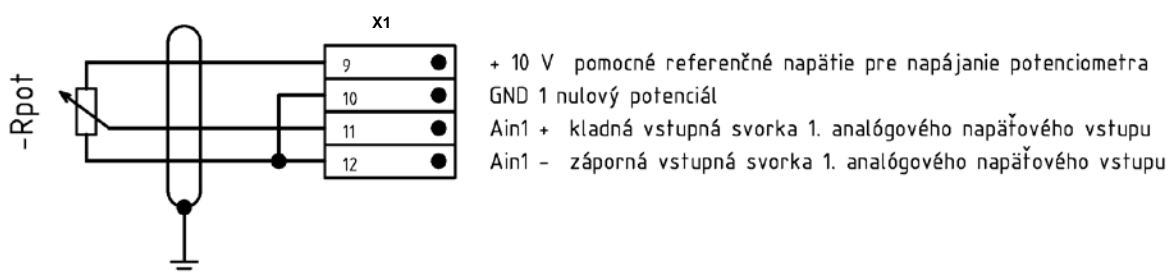 X1
-Rpot
9 + 10 V pomocné referenčné napätie pre napájanie potenciometra
10 GND 1 nulový potenciál
11 Ain1 + kladná vstupná svorka 1. analógového napäťového vstupu
12 Ain1 - záporná vstupná svorka 1. analógového napäťového vstupu